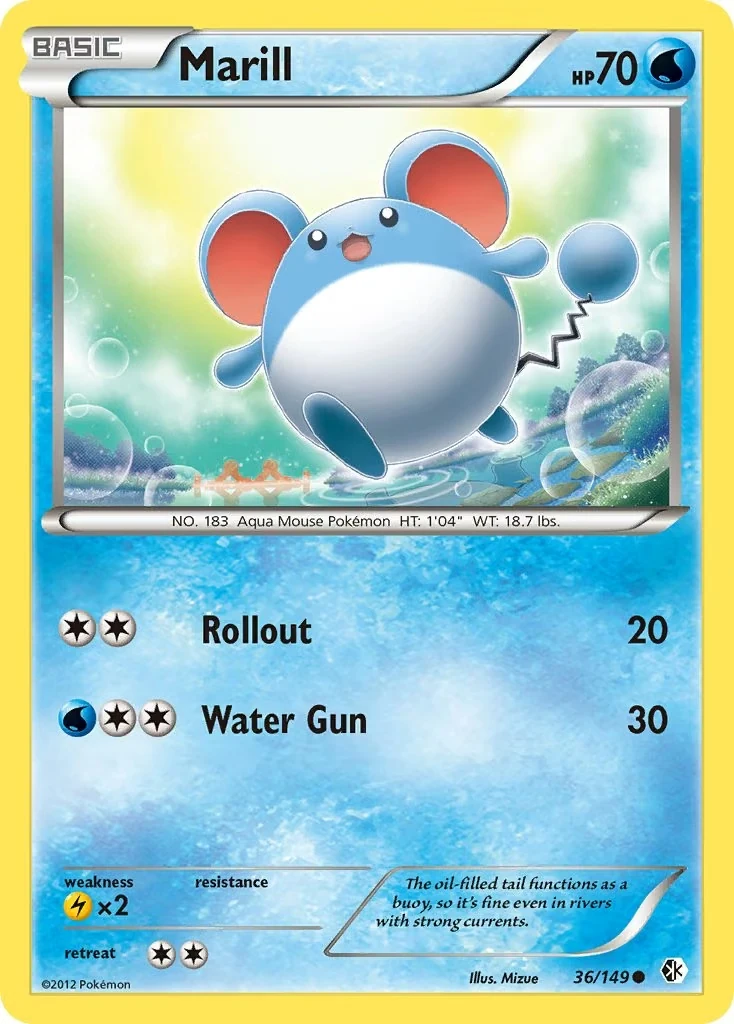 BASIC
Marill
HP70
NO. 183 Aqua Mouse Pokémon HT: 1'04" WT: 18.7 lbs.
Rollout 20
Water Gun 30
weakness resistance
×2
The oil-filled tail functions as a
buoy, so it's fine even in rivers
with strong currents.
retreat
©2012 Pokémon
Illus. Mizue 36/149